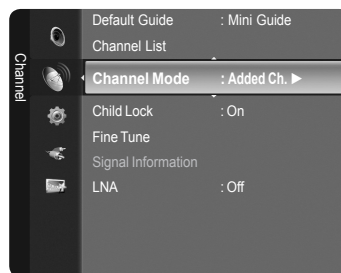 Channel
Default Guide : Mini Guide
Channel List
Channel Mode : Added Ch. ►
Child Lock : On
Fine Tune
Signal Information
LNA : Off